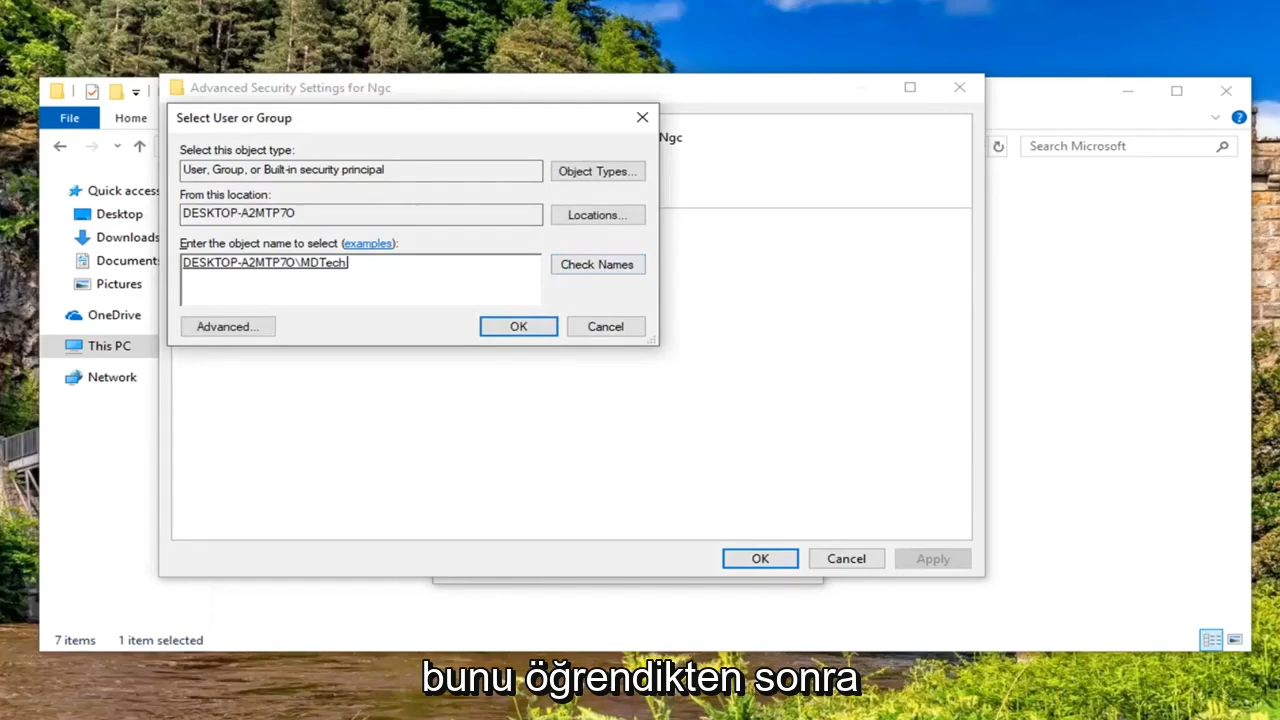 Advanced Security Settings for Ngc
Select User or Group
Ngc
File
Home
Select this object type:
User, Group, or Built-in security principal
Object Types...
From this location:
DESKTOP-A2MTP7O
Locations...
Enter the object name to select (examples):
DESKTOP-A2MTP7O\MDTech
Check Names
Advanced...
OK
Cancel
Search Microsoft
Quick access
Desktop
Downloads
Document
Pictures
OneDrive
This PC
Network
OK
Cancel
Apply
7 items
1 item selected
bunu öğrendikten sonra